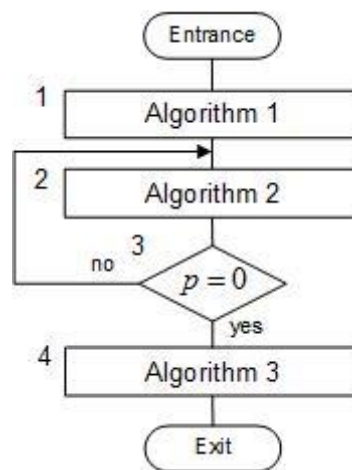 Entrance
1
Algorithm 1
2
Algorithm 2
3
no
p = 0
yes
4
Algorithm 3
Exit